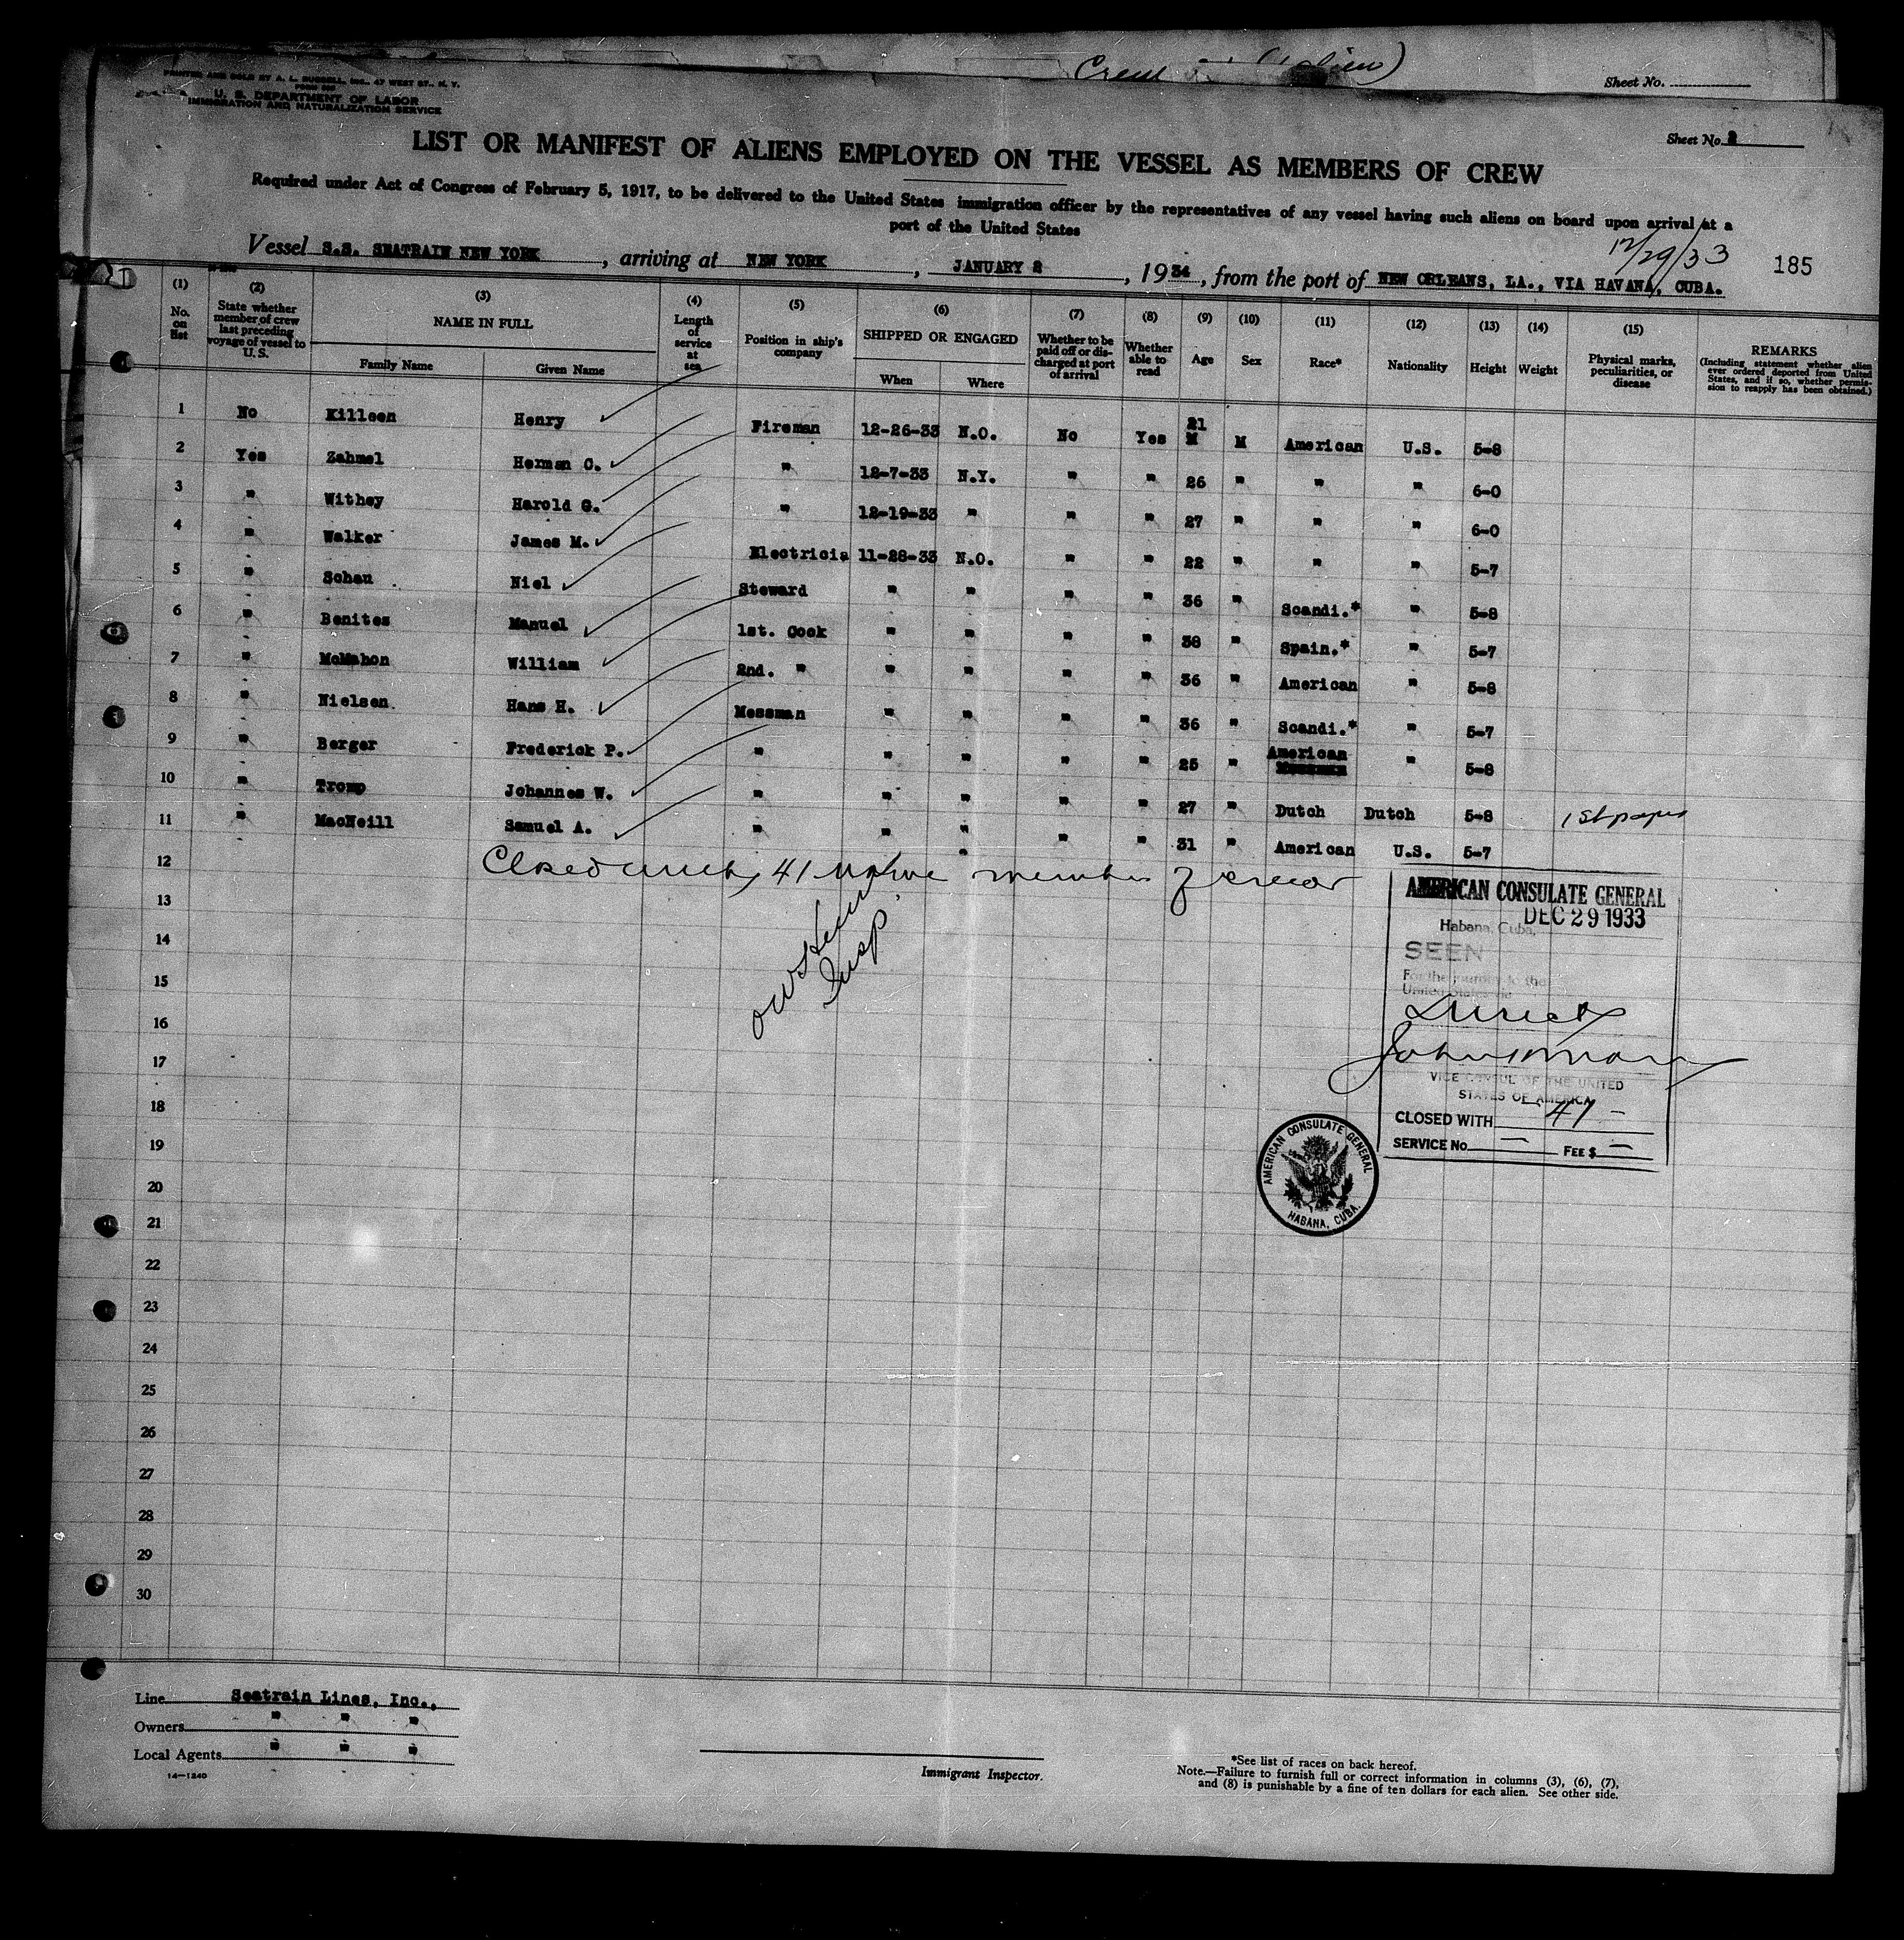 Sheet No.
PRINTED AND SOLD BY A. L. RUSSELL, INC., 47 WEST ST., N. Y.
U. S. DEPARTMENT OF LABOR
IMMIGRATION AND NATURALIZATION SERVICE
Sheet No. 2
LIST OR MANIFEST OF ALIENS EMPLOYED ON THE VESSEL AS MEMBERS OF CREW
Required under Act of Congress of February 5, 1917, to be delivered to the United States immigration officer by the representatives of any vessel having such aliens on board upon arrival at a
port of the United States
12/29/33 185
Vessel S.S. SEATRAIN NEW YORK, arriving at NEW YORK, JANUARY 2, 1934, from the port of NEW ORLEANS, LA., VIA HAVANA, CUBA.
(1) (2) (3) (4) (5) (6) (7) (8) (9) (10) (11) (12) (13) (14) (15)
No. on list | State whether member of crew last preceding voyage of vessel to U. S. | NAME IN FULL | Length of service at sea | Position in ship's company | SHIPPED OR ENGAGED | Whether to be paid off or discharged at port of arrival | Whether able to read | Age | Sex | Race* | Nationality | Height | Weight | Physical marks, peculiarities, or disease | REMARKS (Including statement whether alien ever ordered deported from United States, and if so, whether permission to reapply has been obtained.)
Family Name | Given Name | When | Where
1 No Killeen Henry Fireman 12-26-33 N.O. No Yes 21 M M American U.S. 5-8
2 Yes Zahmel Herman C. " 12-7-33 N.Y. " " 26 " " " 6-0
3 " Withey Harold G. " 12-19-33 " " " 27 " " " 6-0
4 " Walker James M. Electricia 11-28-33 N.O. " " 22 " " " 5-7
5 " Schan Niel Steward " " " " 36 " Scandi.* " 5-8
6 " Benites Manuel 1st. Cook " " " " 38 " Spain.* " 5-7
7 " McMahon William 2nd. " " " " " 36 " American " 5-8
8 " Nielsen Hans H. Messman " " " " 36 " Scandi.* " 5-7
9 " Berger Frederick P. " " " " " 25 " American " 5-8
10 " Tromp Johannes W. " " " " " 27 " Dutch Dutch 5-8 1st papers
11 " MacNeill Samuel A. " " " " " 31 " American U.S. 5-7
12 Closed with 41 members of crew
13
14
15
16
17
18
19
20
21
22
23
24
25
26
27
28
29
30
Insp.
AMERICAN CONSULATE GENERAL
DEC 29 1933
Habana, Cuba,
SEEN
For the journey to the
United States via
Direct
VICE CONSUL OF THE UNITED
STATES OF AMERICA
CLOSED WITH 41
SERVICE No. — FEE $ —
AMERICAN CONSULATE GENERAL
HABANA, CUBA.
Line Seatrain Lines, Inc.,
Owners " " "
Local Agents " " "
14—1240
Immigrant Inspector.
*See list of races on back hereof.
Note.—Failure to furnish full or correct information in columns (3), (6), (7),
and (8) is punishable by a fine of ten dollars for each alien. See other side.